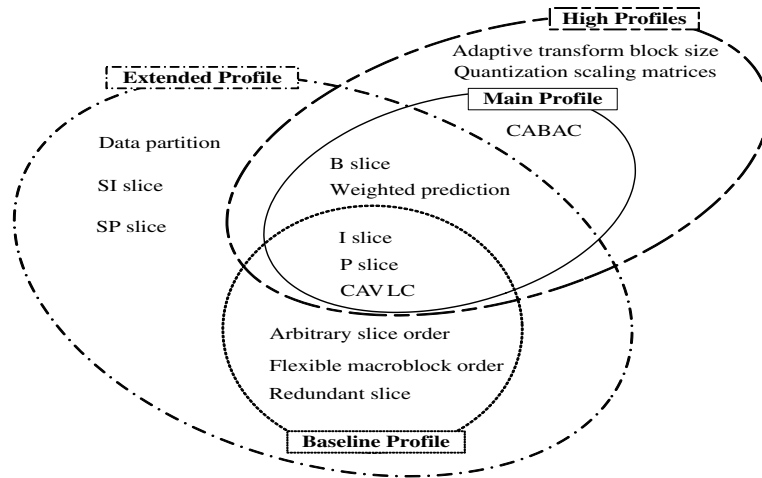 High Profiles
Adaptive transform block size
Quantization scaling matrices
Extended Profile
Main Profile
CABAC
Data partition
B slice
SI slice
Weighted prediction
SP slice
I slice
P slice
CAVLC
Arbitrary slice order
Flexible macroblock order
Redundant slice
Baseline Profile